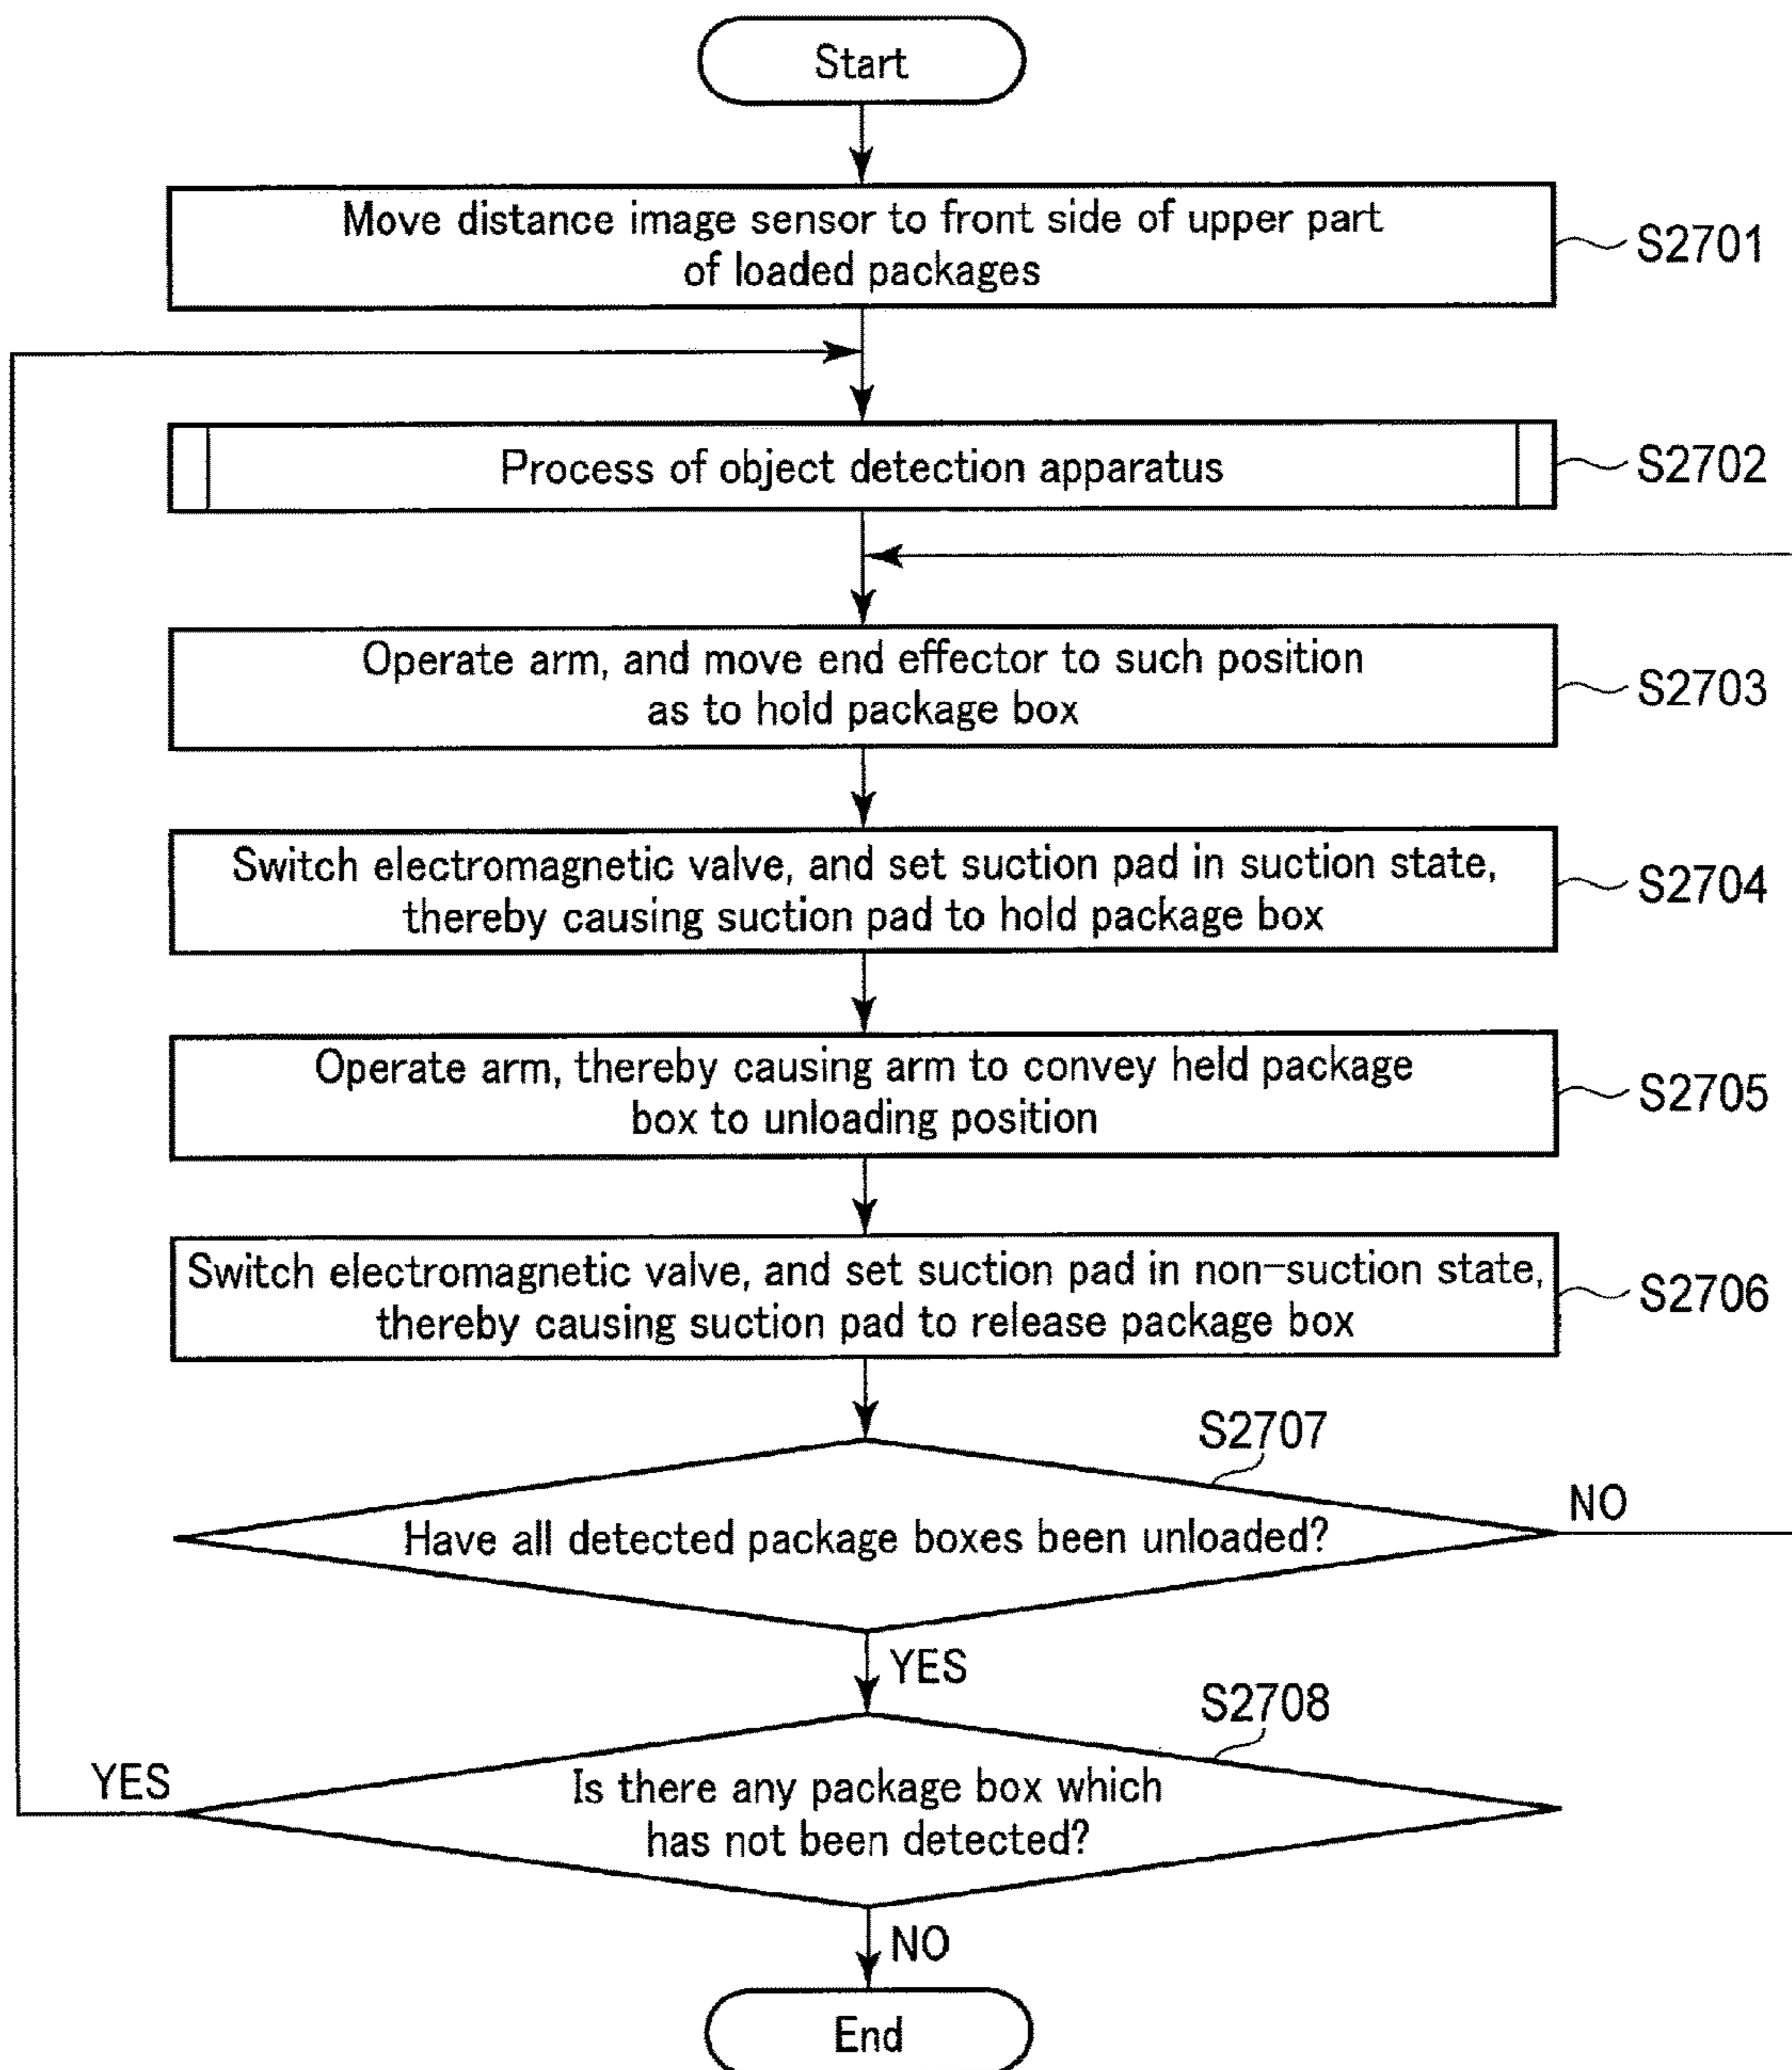 Start
Move distance image sensor to front side of upper part
of loaded packages
S2701
Process of object detection apparatus
S2702
Operate arm, and move end effector to such position
as to hold package box
S2703
Switch electromagnetic valve, and set suction pad in suction state,
thereby causing suction pad to hold package box
S2704
Operate arm, thereby causing arm to convey held package
box to unloading position
S2705
Switch electromagnetic valve, and set suction pad in non-suction state,
thereby causing suction pad to release package box
S2706
S2707
Have all detected package boxes been unloaded?
NO
YES
S2708
Is there any package box which
has not been detected?
YES
NO
End